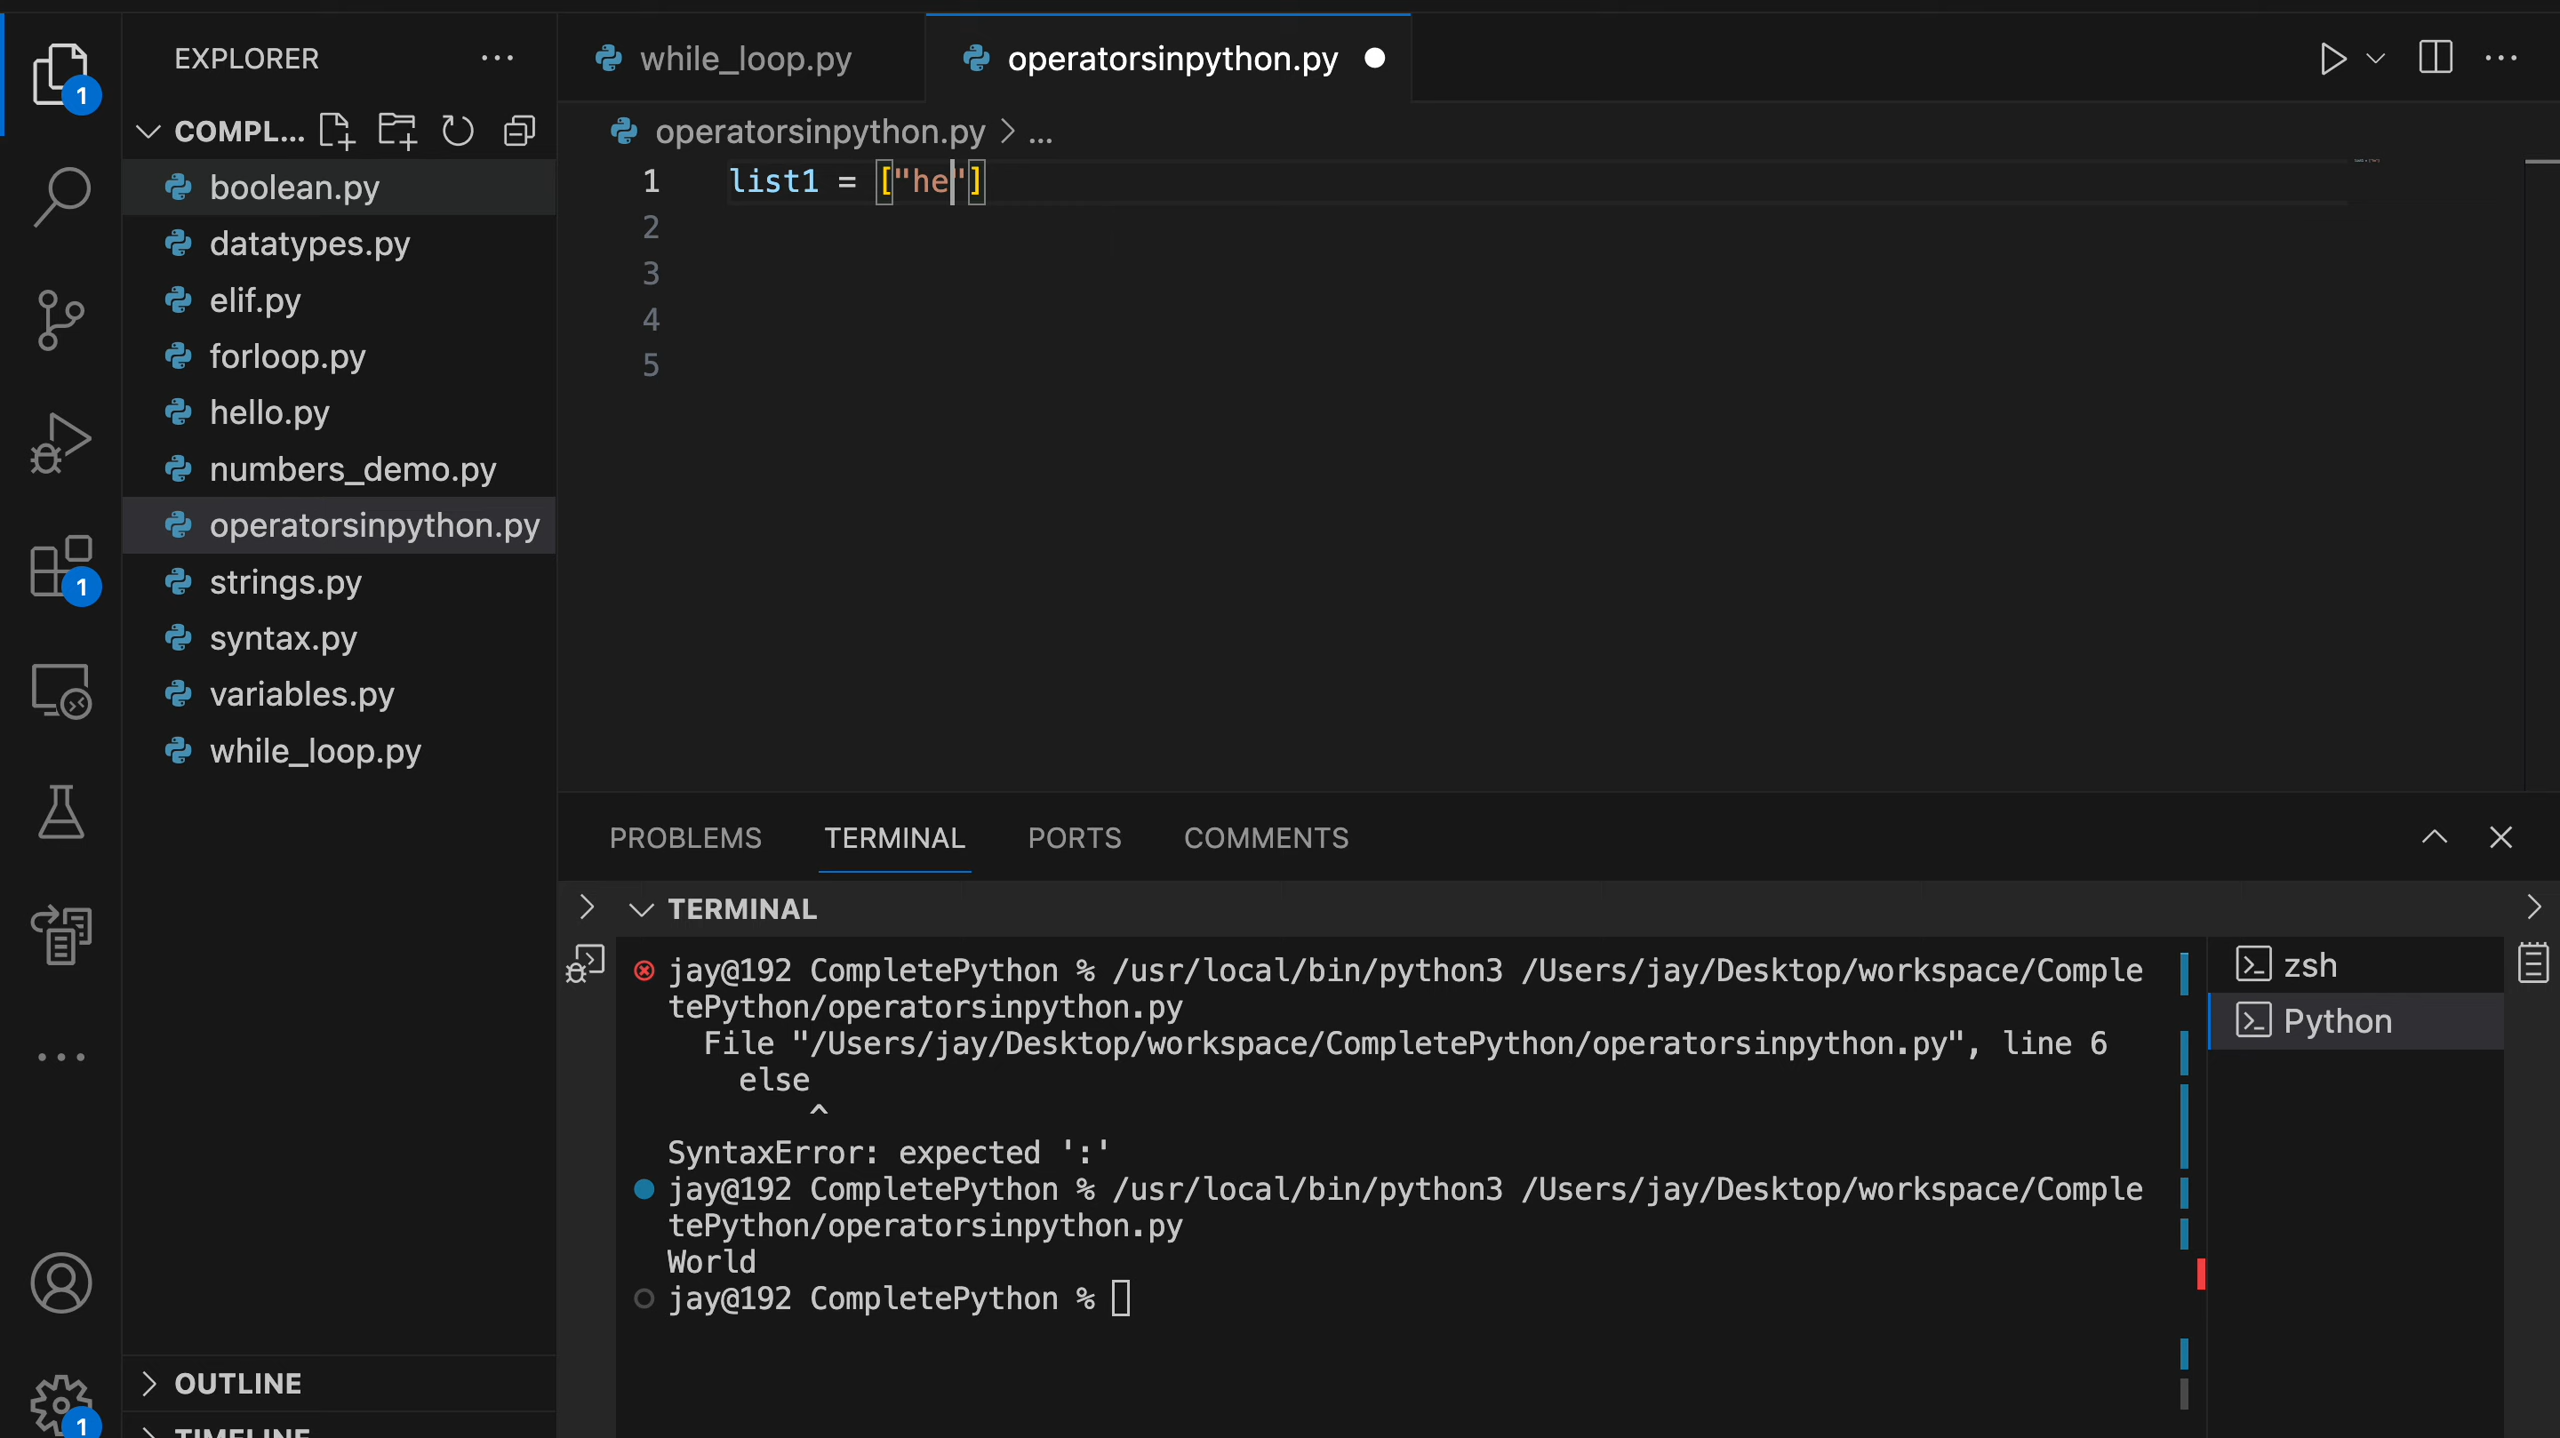 EXPLORER
COMPL...
boolean.py
datatypes.py
elif.py
forloop.py
hello.py
numbers_demo.py
operatorsinpython.py
strings.py
syntax.py
variables.py
while_loop.py
OUTLINE
TIMELINE
1
1
1
while_loop.py
operatorsinpython.py
operatorsinpython.py > ...
1 list1 = ["he"]
2
3
4
5
PROBLEMS TERMINAL PORTS COMMENTS
TERMINAL
jay@192 CompletePython % /usr/local/bin/python3 /Users/jay/Desktop/workspace/Comple
tePython/operatorsinpython.py
File "/Users/jay/Desktop/workspace/CompletePython/operatorsinpython.py", line 6
else
^
SyntaxError: expected ':'
jay@192 CompletePython % /usr/local/bin/python3 /Users/jay/Desktop/workspace/Comple
tePython/operatorsinpython.py
World
jay@192 CompletePython %
zsh
Python